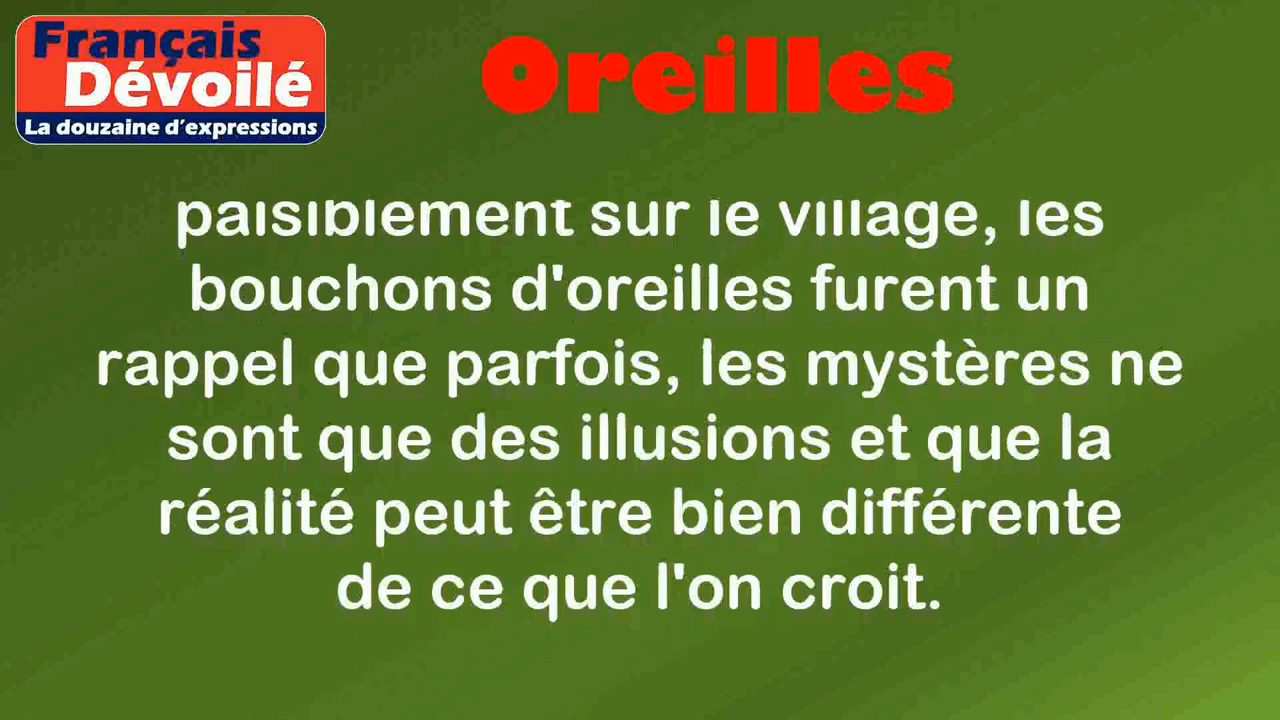 Français
Dévoilé
La douzaine d'expressions
Oreilles
paisiblement sur le village, les
bouchons d'oreilles furent un
rappel que parfois, les mystères ne
sont que des illusions et que la
réalité peut être bien différente
de ce que l'on croit.